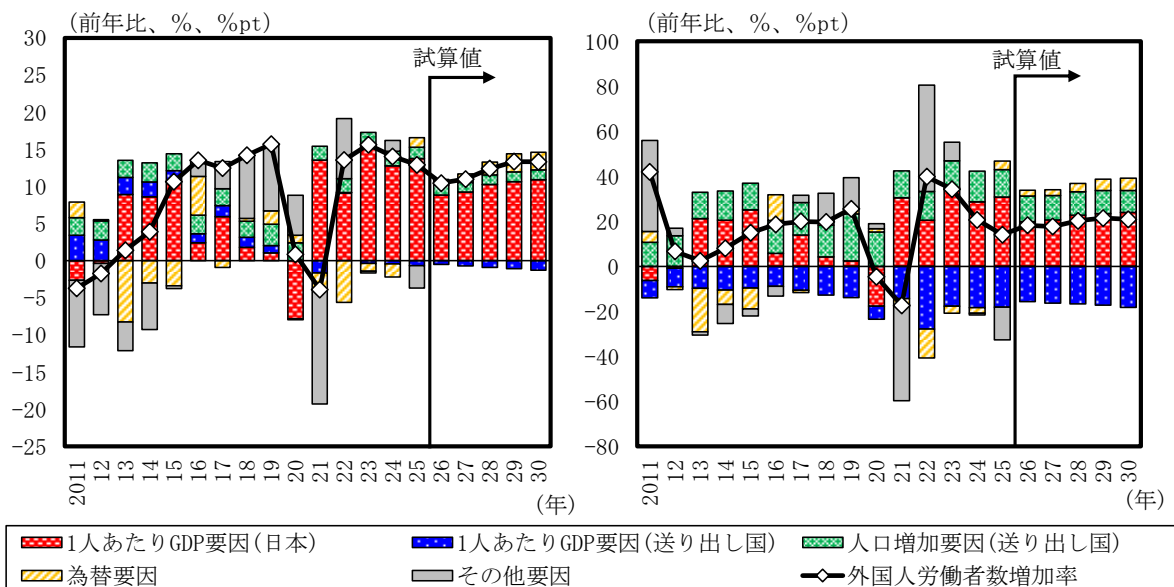 (前年比、%、%pt)
30
25
20
15
10
5
0
-5
-10
-15
-20
-25
試算値
2011 12 13 14 15 16 17 18 19 20 21 22 23 24 25 26 27 28 29 30
(年)
(前年比、%、%pt)
100
80
60
40
20
0
-20
-40
-60
-80
試算値
2011 12 13 14 15 16 17 18 19 20 21 22 23 24 25 26 27 28 29 30
(年)
1人あたりGDP要因(日本) 1人あたりGDP要因(送り出し国) 人口増加要因(送り出し国)
為替要因 その他要因 外国人労働者数増加率